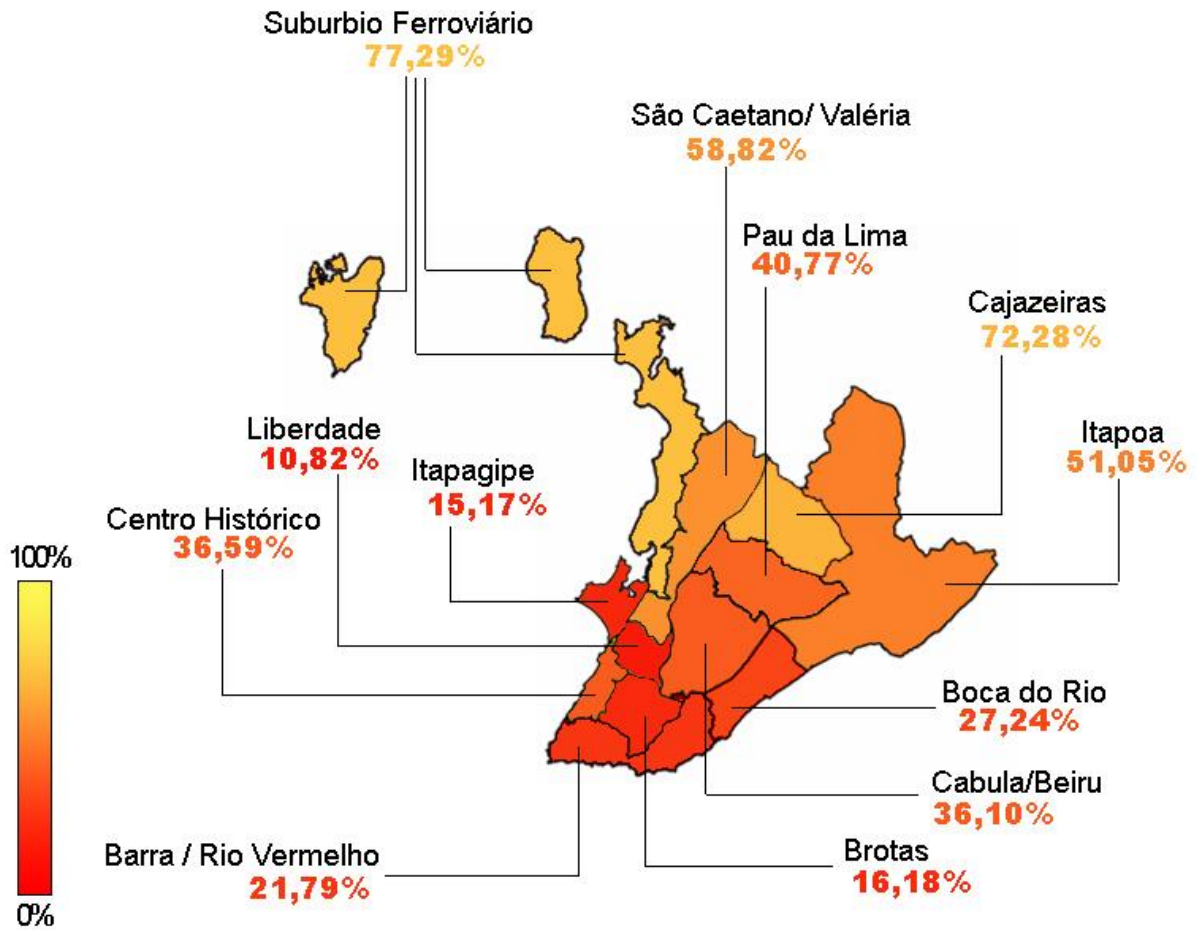 Suburbio Ferroviário
77,29%
São Caetano/ Valéria
58,82%
Pau da Lima
40,77%
Cajazeiras
72,28%
Liberdade
10,82%
Itapoa
51,05%
Itapagipe
15,17%
Centro Histórico
36,59%
100%
0%
Boca do Rio
27,24%
Cabula/Beiru
36,10%
Brotas
16,18%
Barra / Rio Vermelho
21,79%